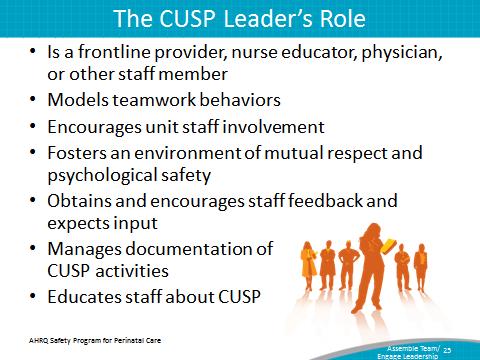 The CUSP Leader's Role
• Is a frontline provider, nurse educator, physician,
or other staff member
• Models teamwork behaviors
• Encourages unit staff involvement
• Fosters an environment of mutual respect and
psychological safety
• Obtains and encourages staff feedback and
expects input
• Manages documentation of
CUSP activities
• Educates staff about CUSP
AHRQ Safety Program for Perinatal Care
Assemble Team/
Engage Leadership
25